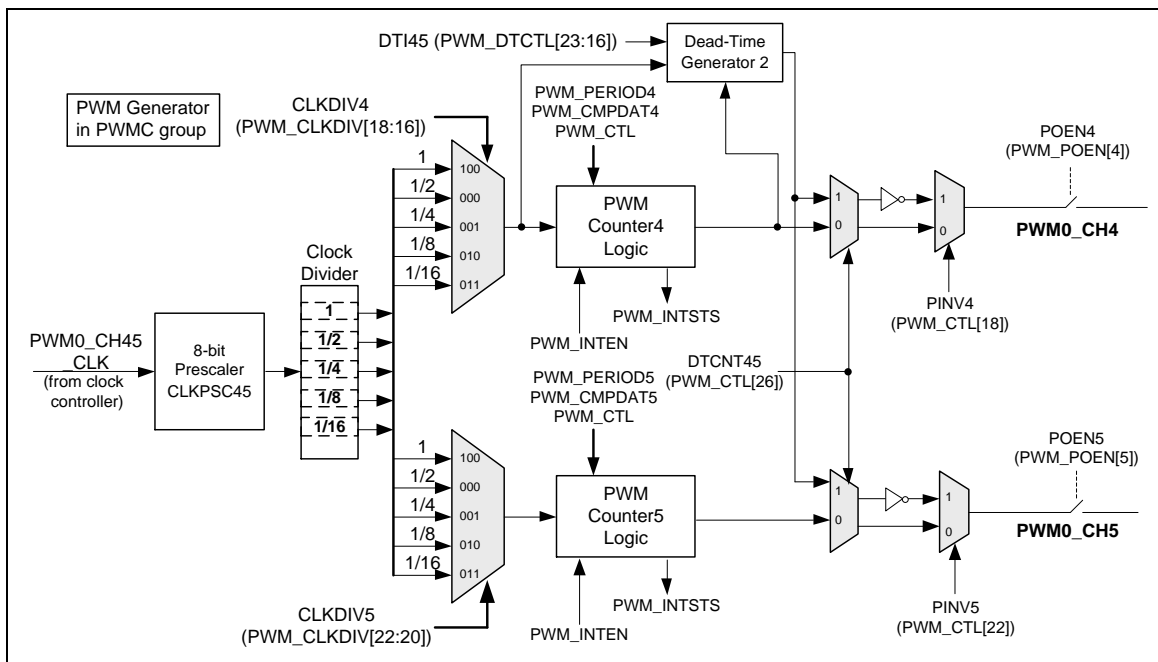 DTI45 (PWM_DTCTL[23:16])
Dead-Time
Generator 2
PWM Generator
in PWMC group
CLKDIV4
(PWM_CLKDIV[18:16])
PWM_PERIOD4
PWM_CMPDAT4
PWM_CTL
POEN4
(PWM_POEN[4])
1
100
1/2
000
1/4
001
1/8
010
1/16
011
PWM
Counter4
Logic
1
0
1
0
PWM0_CH4
Clock
Divider
1
1/2
1/4
1/8
1/16
PWM_INTSTS
PWM_INTEN
PINV4
(PWM_CTL[18])
PWM0_CH45
_CLK
(from clock
controller)
8-bit
Prescaler
CLKPSC45
DTCNT45
(PWM_CTL[26])
PWM_PERIOD5
PWM_CMPDAT5
PWM_CTL
POEN5
(PWM_POEN[5])
1
100
1/2
000
1/4
001
1/8
010
1/16
011
PWM
Counter5
Logic
1
0
1
0
PWM0_CH5
PWM_INTSTS
PWM_INTEN
CLKDIV5
(PWM_CLKDIV[22:20])
PINV5
(PWM_CTL[22])